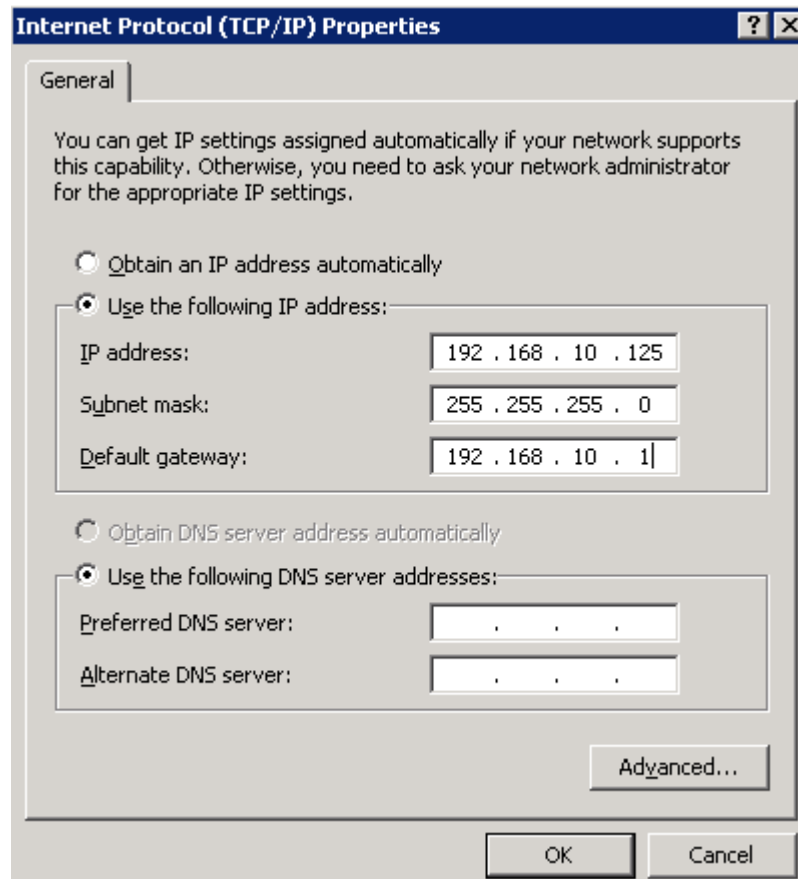 Internet Protocol (TCP/IP) Properties
General
You can get IP settings assigned automatically if your network supports
this capability. Otherwise, you need to ask your network administrator
for the appropriate IP settings.
Obtain an IP address automatically
Use the following IP address:
IP address: 192 . 168 . 10 . 125
Subnet mask: 255 . 255 . 255 . 0
Default gateway: 192 . 168 . 10 . 1
Obtain DNS server address automatically
Use the following DNS server addresses:
Preferred DNS server: . . .
Alternate DNS server: . . .
Advanced...
OK Cancel